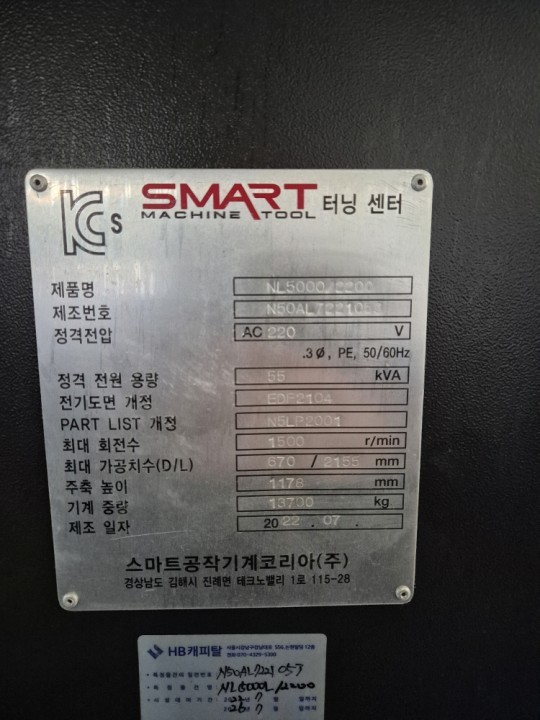 KCs SMART MACHINE TOOL 터닝 센터
제품명 NL5000/2200
제조번호 N50AL7221053
정격전압 AC 220 V
.3Ø, PE, 50/60Hz
정격 전원 용량 55 kVA
전기도면 개정 EDF2104
PART LIST 개정 N5LP2001
최대 회전수 1500 r/min
최대 가공치수(D/L) 670 / 2155 mm
주축 높이 1178 mm
기계 중량 13700 kg
제조 일자 20 22 . 07 .
스마트공작기계코리아(주)
경상남도 김해시 진례면 테크노밸리 1로 115-28
HB캐피탈
N50AL7221053